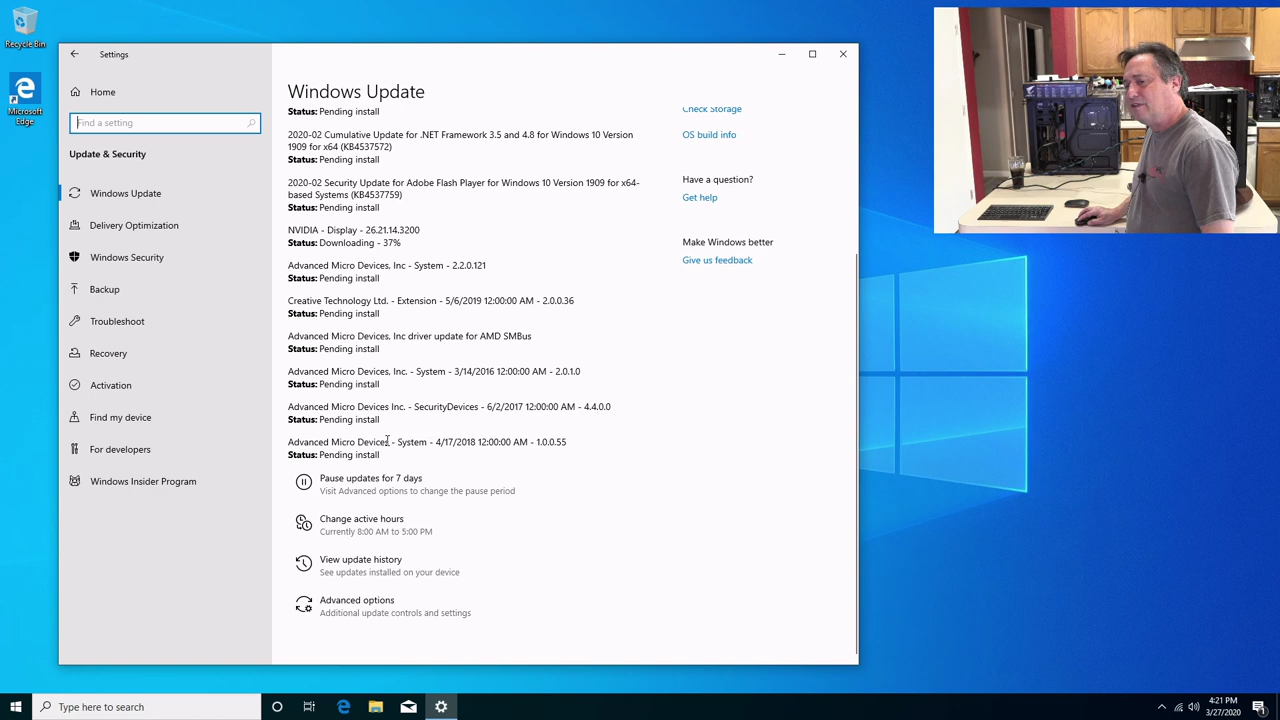 Recycle Bin
Microsoft
Edge
Settings
Home
Find a setting
Update & Security
Windows Update
Delivery Optimization
Windows Security
Backup
Troubleshoot
Recovery
Activation
Find my device
For developers
Windows Insider Program
Windows Update
Status: Pending install
2020-02 Cumulative Update for .NET Framework 3.5 and 4.8 for Windows 10 Version
1909 for x64 (KB4537572)
Status: Pending install
2020-02 Security Update for Adobe Flash Player for Windows 10 Version 1909 for x64-
based Systems (KB4537759)
Status: Pending install
NVIDIA - Display - 26.21.14.3200
Status: Downloading - 37%
Advanced Micro Devices, Inc - System - 2.2.0.121
Status: Pending install
Creative Technology Ltd. - Extension - 5/6/2019 12:00:00 AM - 2.0.0.36
Status: Pending install
Advanced Micro Devices, Inc driver update for AMD SMBus
Status: Pending install
Advanced Micro Devices, Inc. - System - 3/14/2016 12:00:00 AM - 2.0.1.0
Status: Pending install
Advanced Micro Devices Inc. - SecurityDevices - 6/2/2017 12:00:00 AM - 4.4.0.0
Status: Pending install
Advanced Micro Devices - System - 4/17/2018 12:00:00 AM - 1.0.0.55
Status: Pending install
Pause updates for 7 days
Visit Advanced options to change the pause period
Change active hours
Currently 8:00 AM to 5:00 PM
View update history
See updates installed on your device
Advanced options
Additional update controls and settings
Check Storage
OS build info
Have a question?
Get help
Make Windows better
Give us feedback
Type here to search
4:21 PM
3/27/2020
1